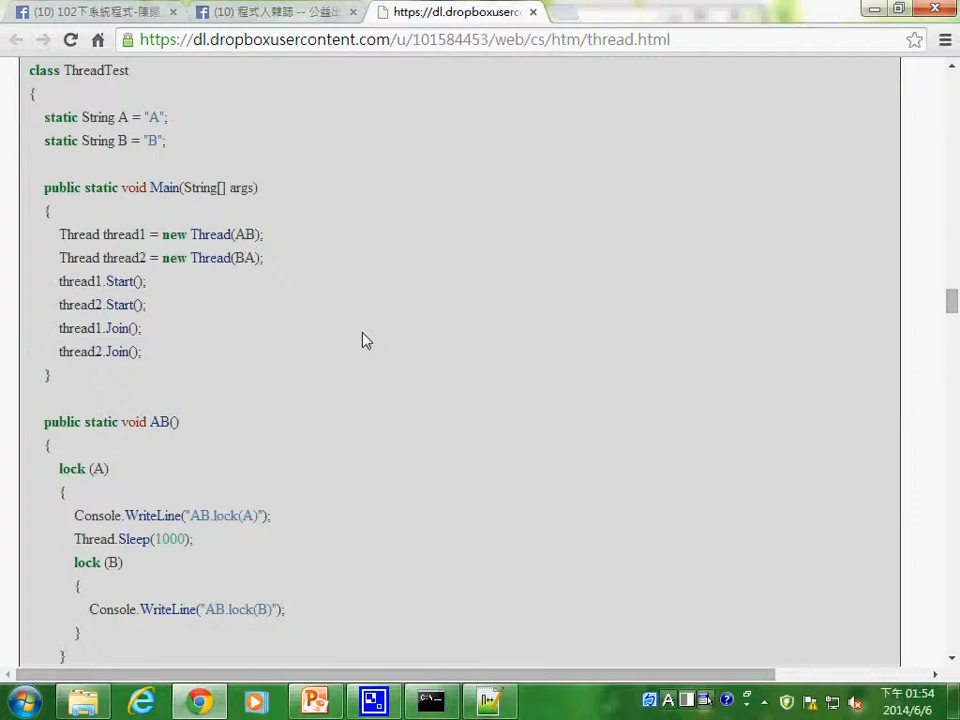 (10) 102下系統程式-陳鍾
(10) 程式人雜誌 -- 公益出
https://dl.dropboxuserco
https://dl.dropboxusercontent.com/u/101584453/web/cs/htm/thread.html
class ThreadTest
{
static String A = "A";
static String B = "B";
public static void Main(String[] args)
{
Thread thread1 = new Thread(AB);
Thread thread2 = new Thread(BA);
thread1.Start();
thread2.Start();
thread1.Join();
thread2.Join();
}
public static void AB()
{
lock (A)
{
Console.WriteLine("AB.lock(A)");
Thread.Sleep(1000);
lock (B)
{
Console.WriteLine("AB.lock(B)");
}
}
下午 01:54
2014/6/6